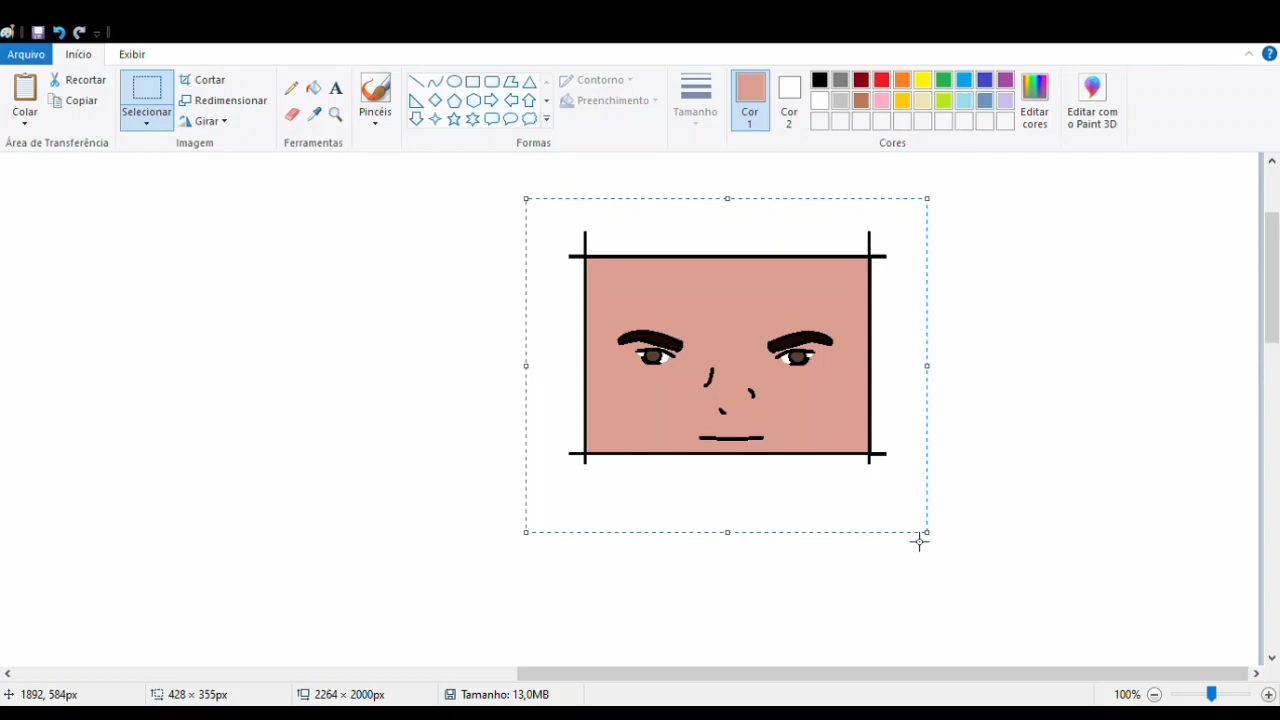 Arquivo Início Exibir
Colar
Recortar
Copiar
Área de Transferência
Selecionar
Cortar
Redimensionar
Girar
Imagem
A
Ferramentas
Pincéis
Contorno
Preenchimento
Formas
Tamanho
Cor
1
Cor
2
Editar
cores
Cores
Editar com
o Paint 3D
1892, 584px
428 × 355px
2264 × 2000px
Tamanho: 13,0MB
100%